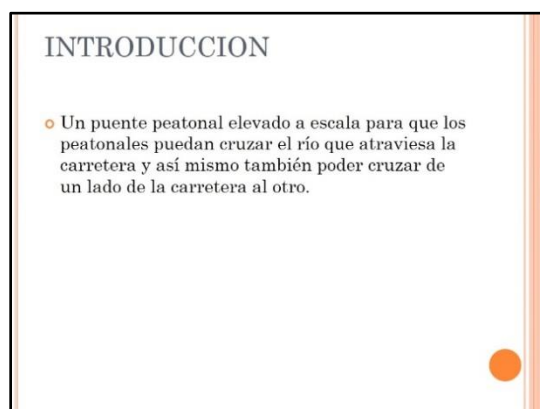 INTRODUCCION
Un puente peatonal elevado a escala para que los
peatonales puedan cruzar el río que atraviesa la
carretera y así mismo también poder cruzar de
un lado de la carretera al otro.